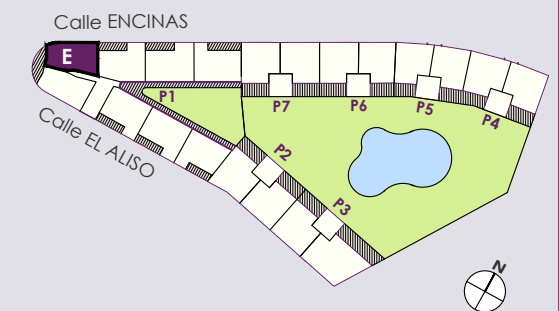 Calle ENCINAS
E
P1
P7
P6
P5
P4
Calle EL ALISO
P2
P3
N